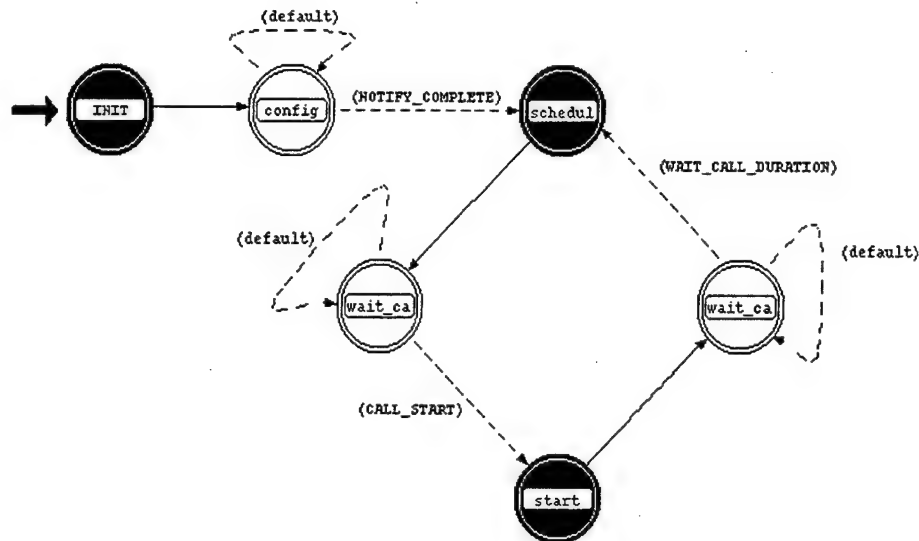 (default)
INIT
config
(NOTIFY_COMPLETE)
schedul
(WAIT_CALL_DURATION)
(default)
(default)
wait_ca
wait_ca
(CALL_START)
start